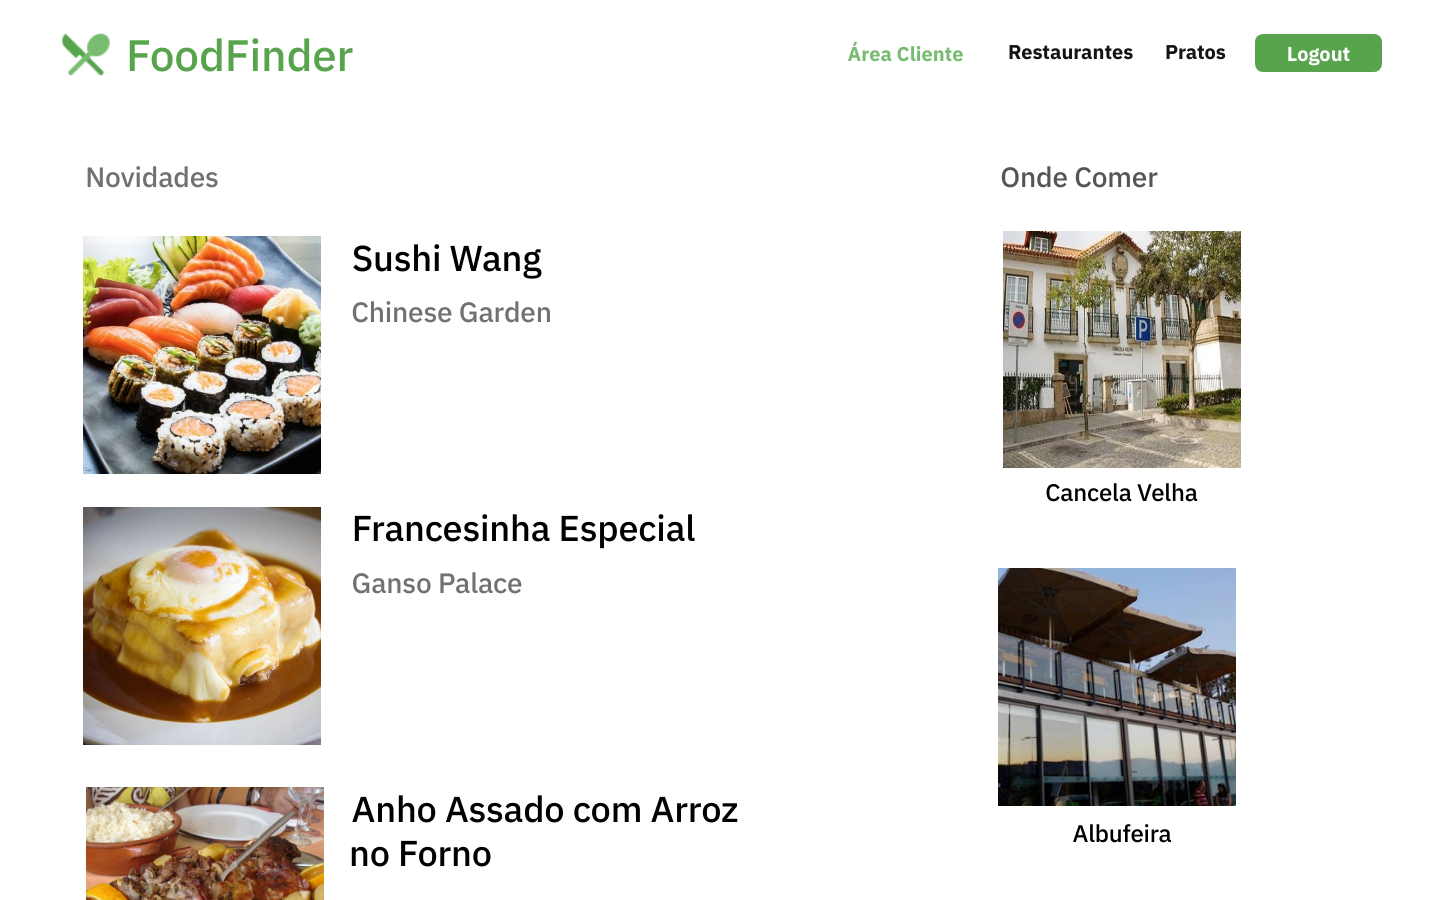 FoodFinder
Área Cliente
Restaurantes
Pratos
Logout
Novidades
Sushi Wang
Chinese Garden
Francesinha Especial
Ganso Palace
Anho Assado com Arroz
no Forno
Onde Comer
P
Cancela Velha
Albufeira